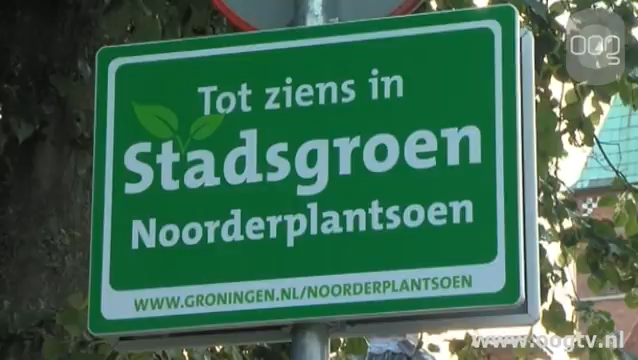 oog
Tot ziens in
Stadsgroen
Noorderplantsoen
WWW.GRONINGEN.NL/NOORDERPLANTSOEN
www.oogtv.nl